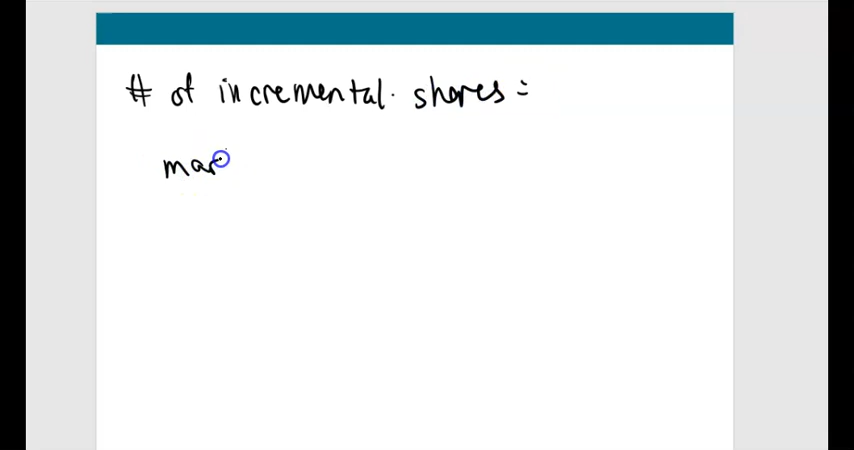 # of incremental. shares =
mar